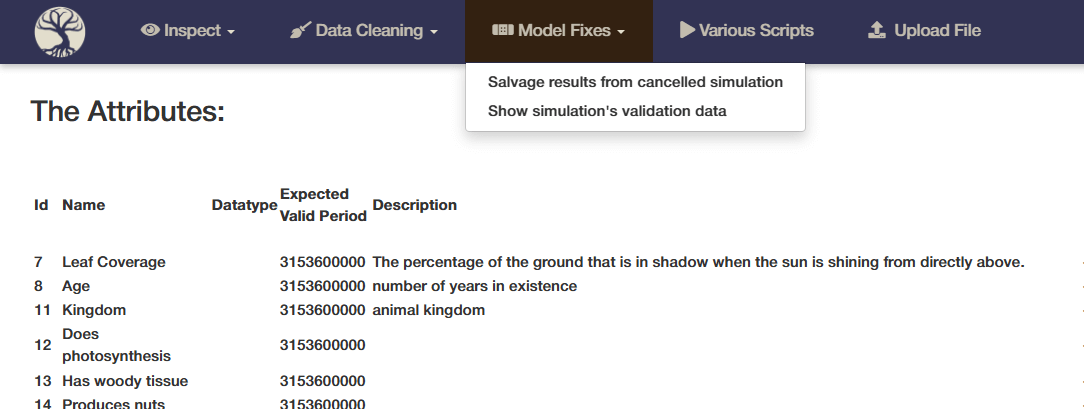 Inspect Data Cleaning Model Fixes Various Scripts Upload File
Salvage results from cancelled simulation
Show simulation's validation data
The Attributes:
Id Name Datatype Expected Valid Period Description
7 Leaf Coverage 3153600000 The percentage of the ground that is in shadow when the sun is shining from directly above.
8 Age 3153600000 number of years in existence
11 Kingdom 3153600000 animal kingdom
12 Does photosynthesis 3153600000
13 Has woody tissue 3153600000
14 Produces nuts 3153600000